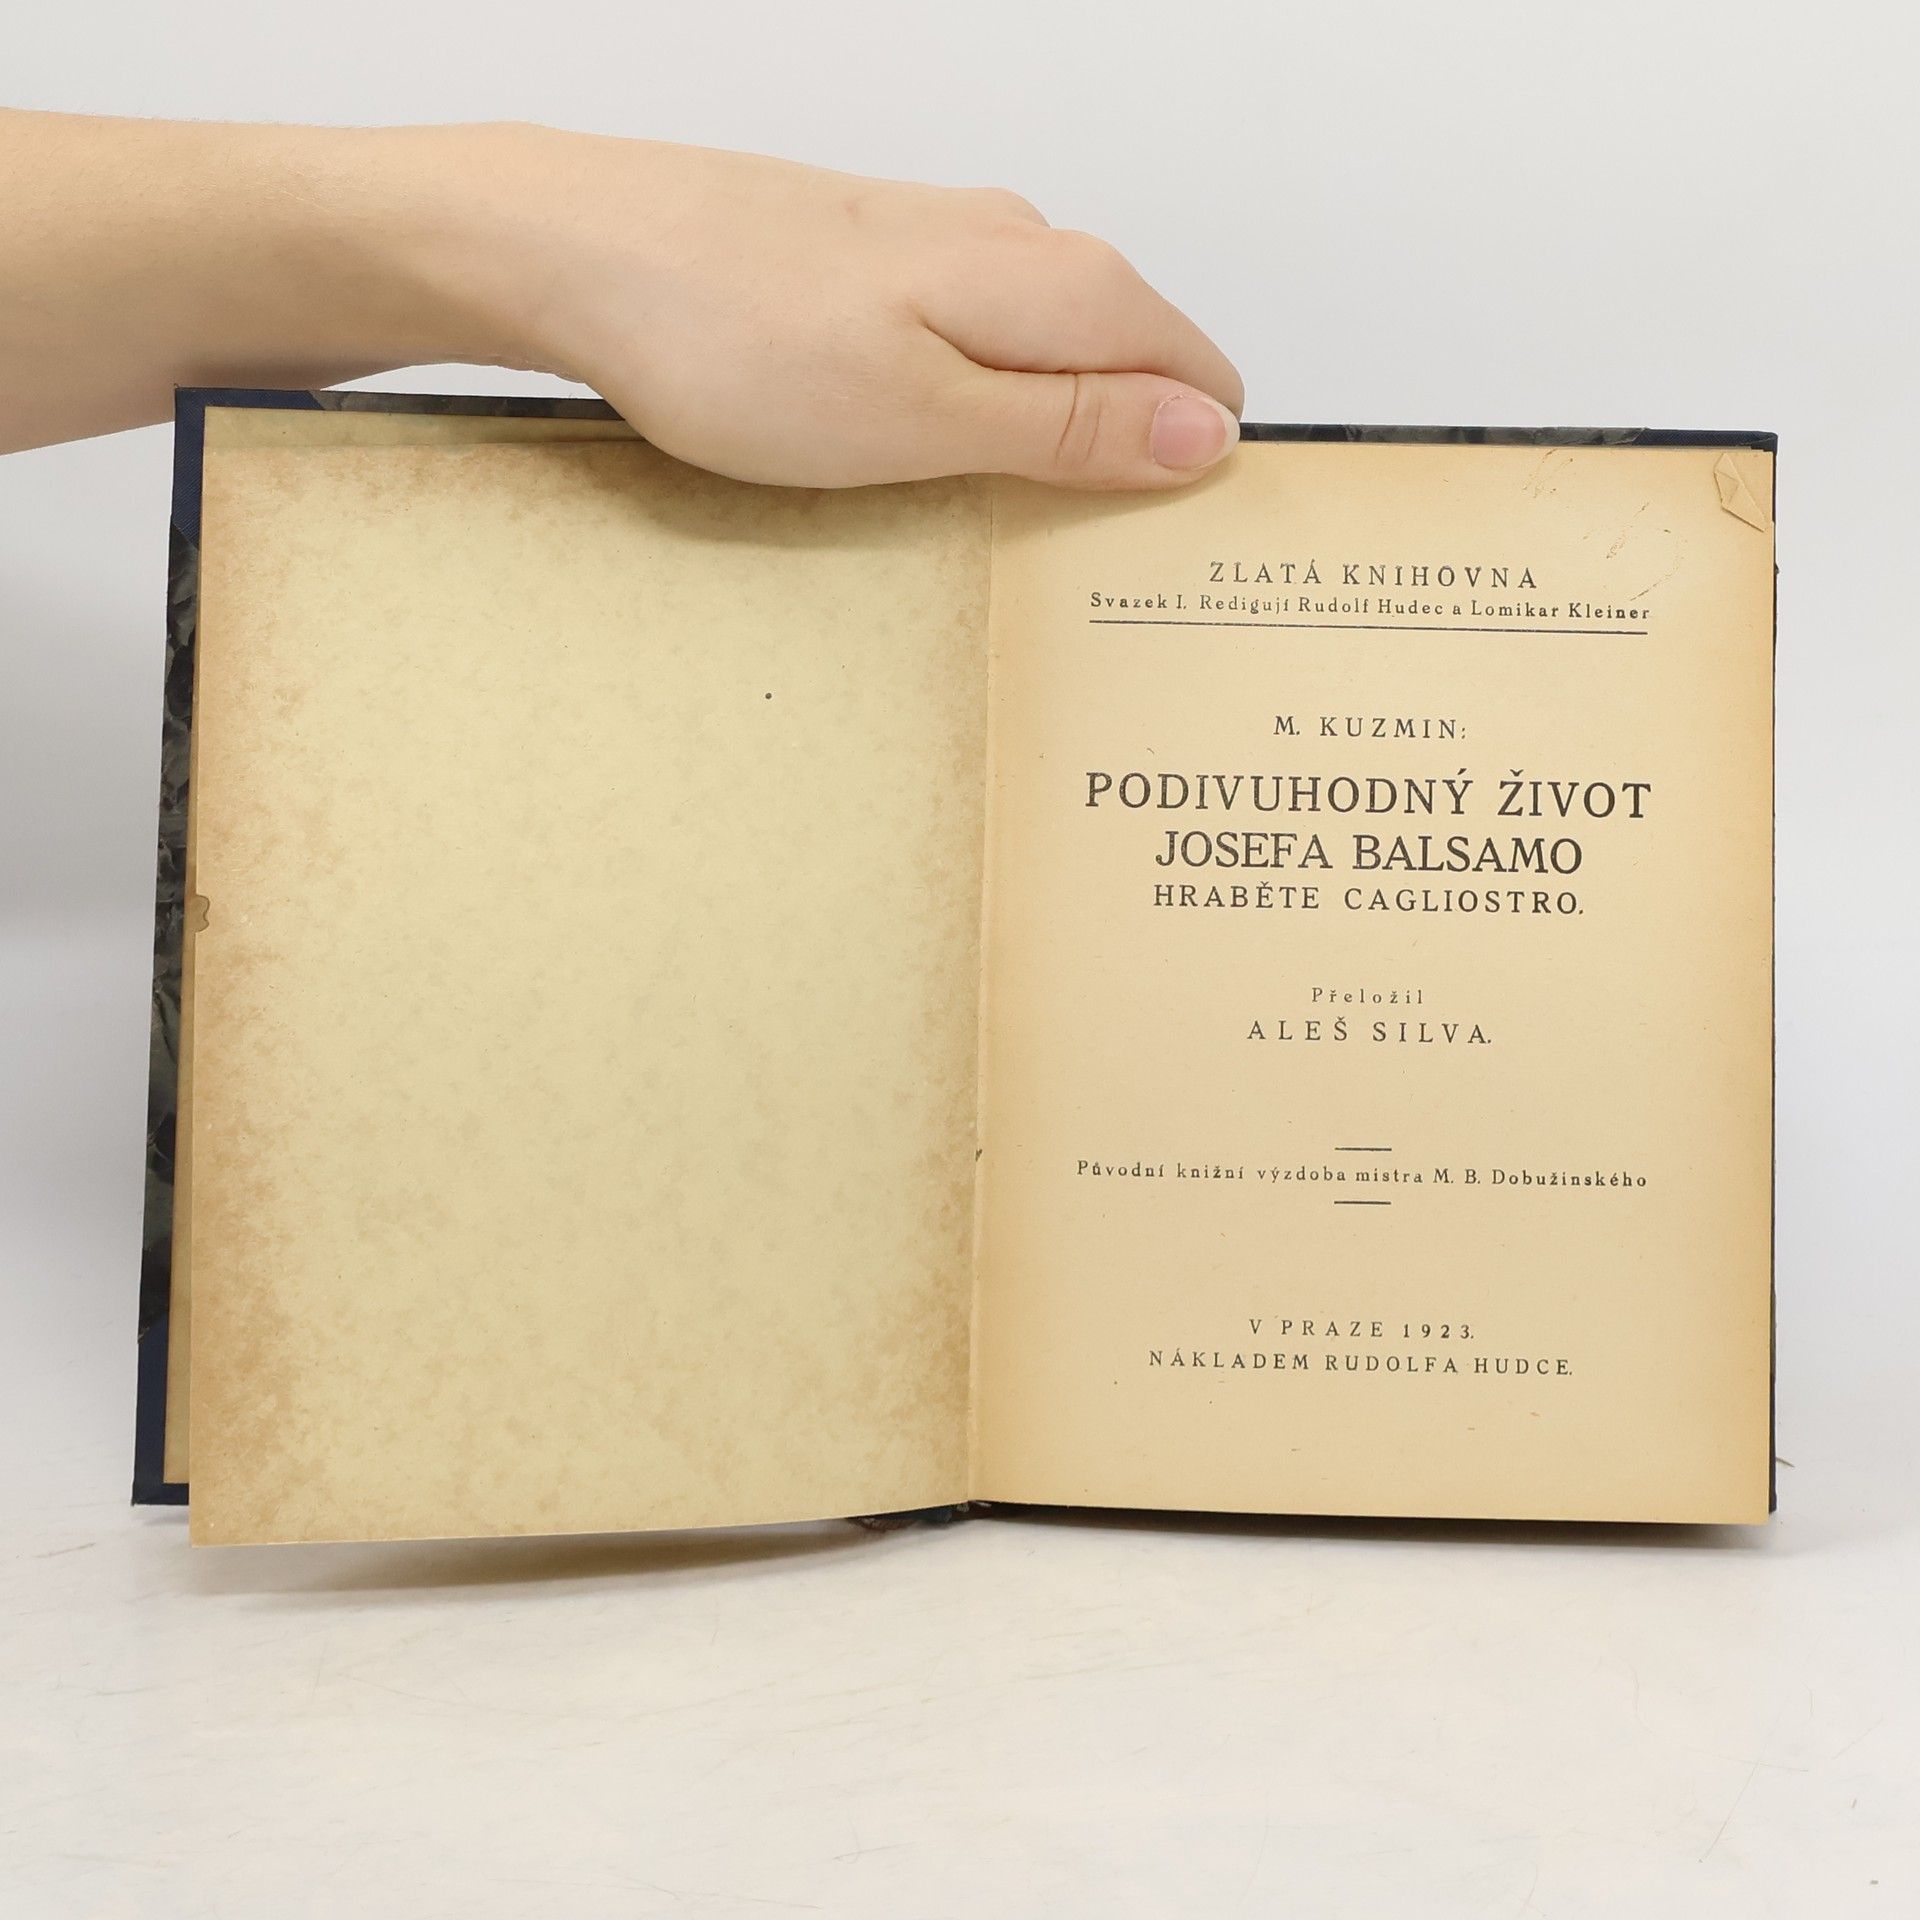 ZLATÁ KNIHOVNA
Svazek I. Redigují Rudolf Hudec a Lomikar Kleiner
M. KUZMIN:
PODIVUHODNÝ ŽIVOT
JOSEFA BALSAMO
HRABĚTE CAGLIOSTRO.
Přeložil
ALEŠ SILVA.
Původní knižní výzdoba mistra M. B. Dobužinského
V PRAZE 1923.
NÁKLADEM RUDOLFA HUDCE.